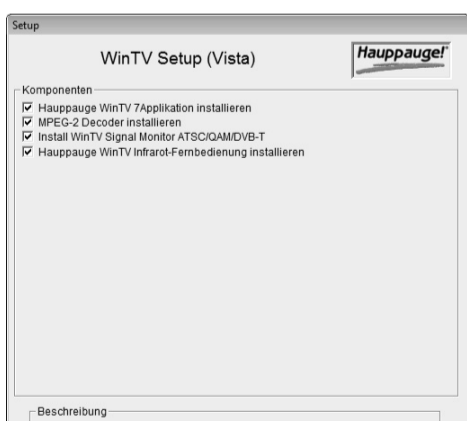 Setup
WinTV Setup (Vista)
Hauppauge!
Komponenten
Hauppauge WinTV 7Applikation installieren
MPEG-2 Decoder installieren
Install WinTV Signal Monitor ATSC/QAM/DVB-T
Hauppauge WinTV Infrarot-Fernbedienung installieren
Beschreibung